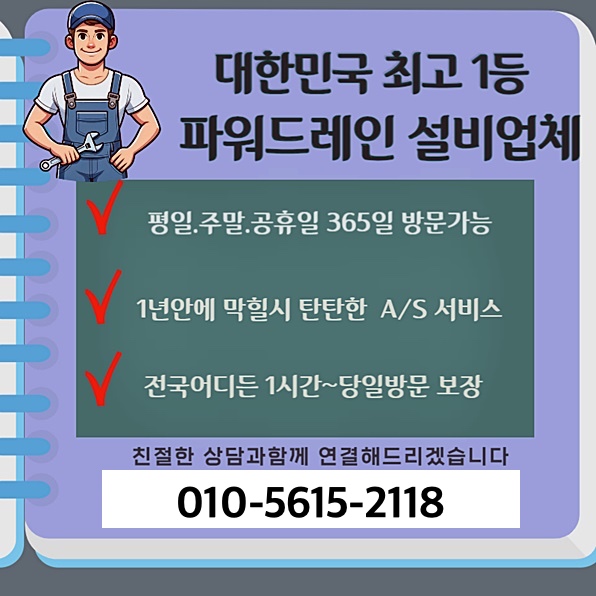 대한민국 최고 1등
파워드레인 설비업체
평일.주말.공휴일 365일 방문가능
1년안에 막힐시 탄탄한 A/S 서비스
전국어디든 1시간~당일방문 보장
친절한 상담과함께 연결해드리겠습니다
010-5615-2118